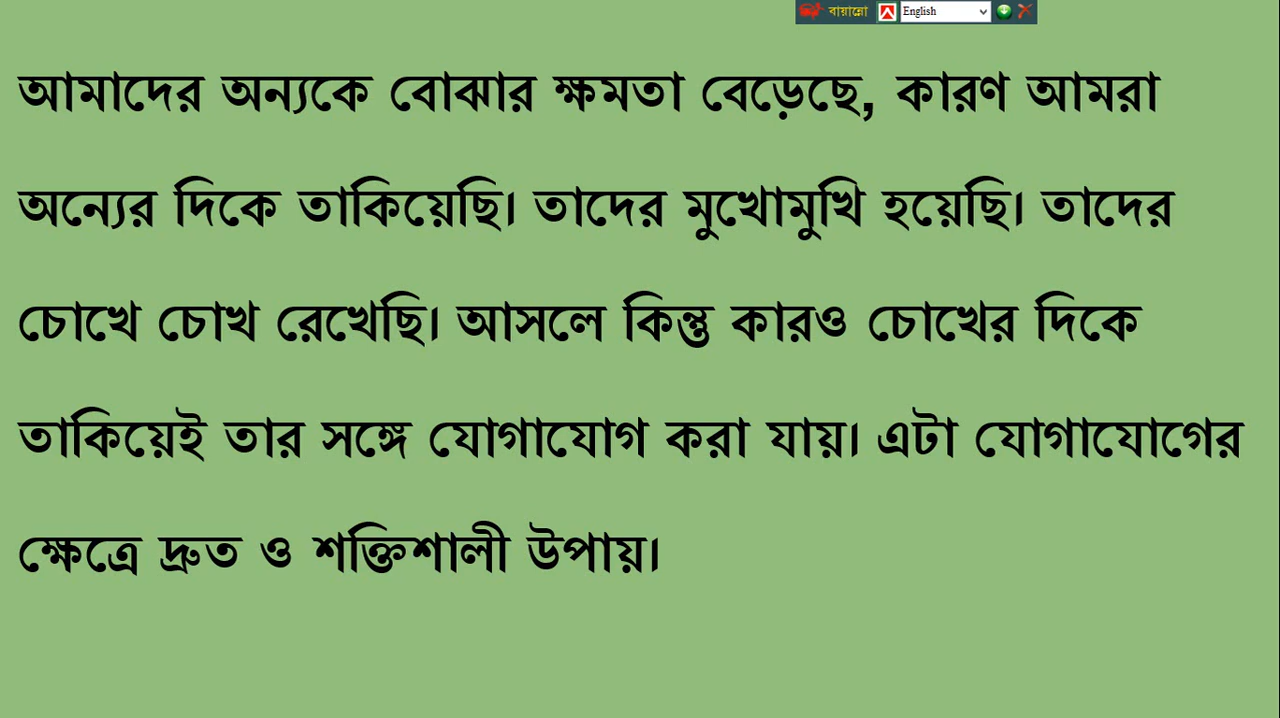 বায়ান্নো English
আমাদের অন্যকে বোঝার ক্ষমতা বেড়েছে, কারণ আমরা
অন্যের দিকে তাকিয়েছি। তাদের মুখোমুখি হয়েছি। তাদের
চোখে চোখ রেখেছি। আসলে কিন্তু কারও চোখের দিকে
তাকিয়েই তার সঙ্গে যোগাযোগ করা যায়। এটা যোগাযোগের
ক্ষেত্রে দ্রুত ও শক্তিশালী উপায়।